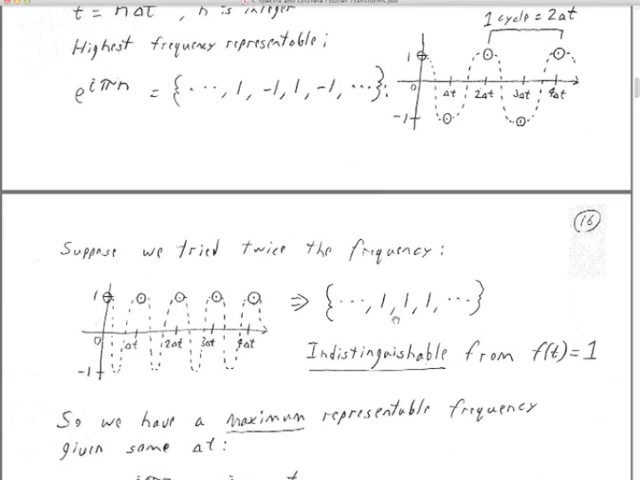 t = nΔt , n is integer
1 cycle = 2Δt
Highest frequency representable;
e^{iπn} = { ..., 1, -1, 1, -1, ... } :
1
0 Δt 2Δt 3Δt 4Δt
-1
16
Suppose we tried twice the frequency :
1
0 Δt 2Δt 3Δt 4Δt
-1
⇒ { ..., 1, 1, 1, ... }
Indistinguishable from f(t)=1
So we have a maximum representable frequency
given some Δt :